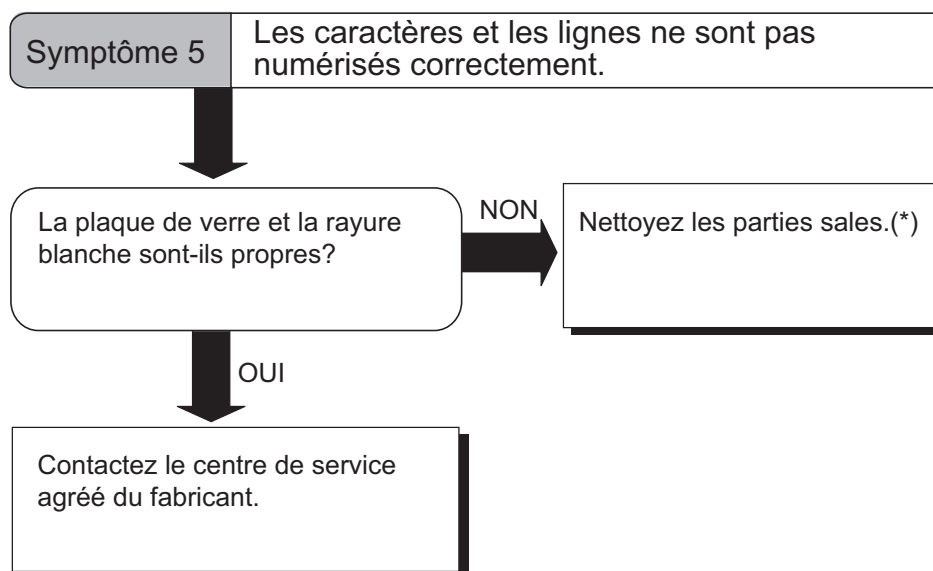 Symptôme 5
Les caractères et les lignes ne sont pas
numérisés correctement.
La plaque de verre et la rayure
blanche sont-ils propres?
NON
Nettoyez les parties sales.(*)
OUI
Contactez le centre de service
agréé du fabricant.